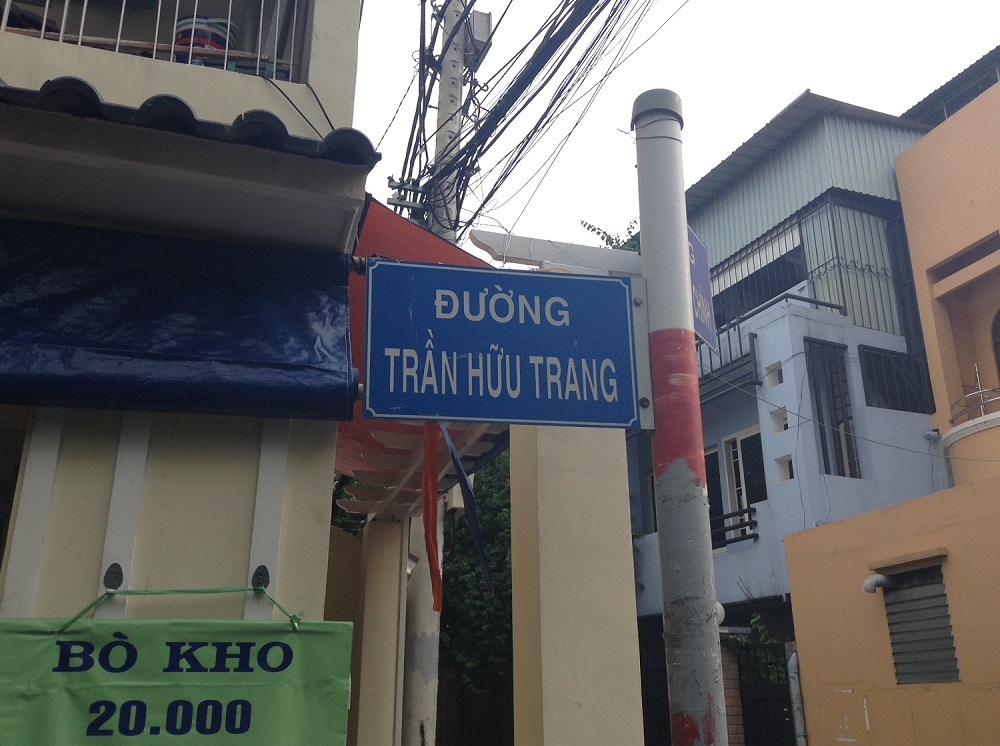 ĐƯỜNG
TRẦN HỮU TRANG
BÒ KHO
20.000